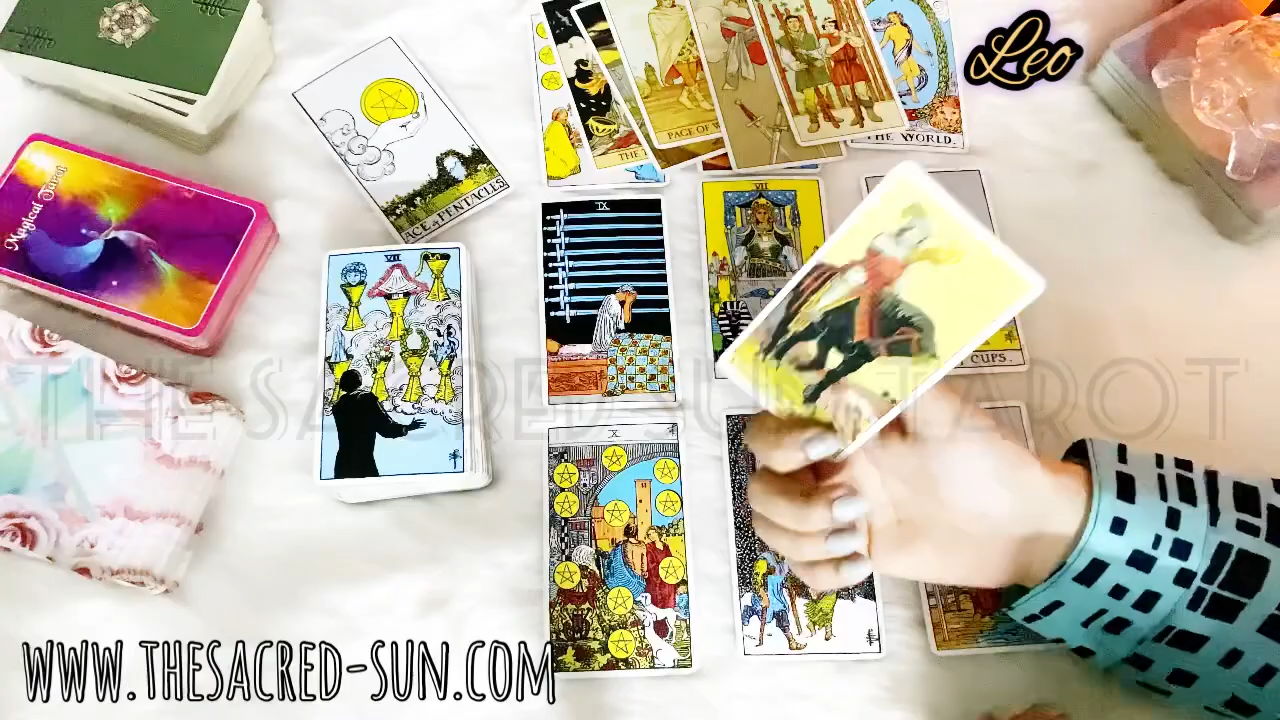 Leo
Magical Tarot
ACE of PENTACLES.
PAGE OF
THE
THE WORLD.
VII
IX
VII
CUPS.
THE SACRED SUN TAROT
X
WWW.THESACRED-SUN.COM